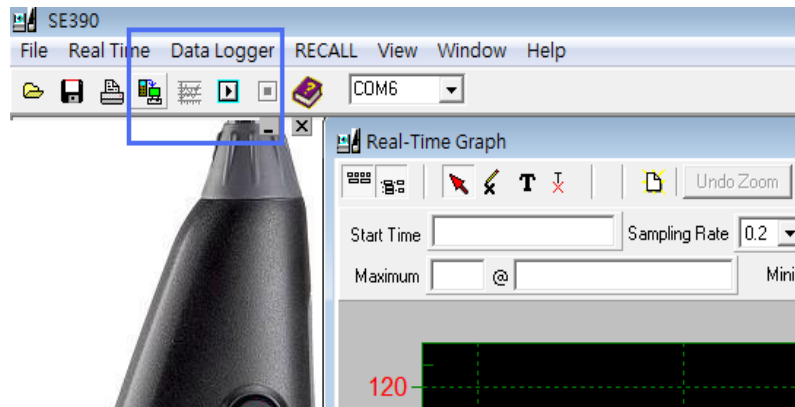 SE390
File Real Time Data Logger RECALL View Window Help
COM6
Real-Time Graph
T T Undo Zoom
Start Time Sampling Rate 0.2
Maximum @ Mini
120